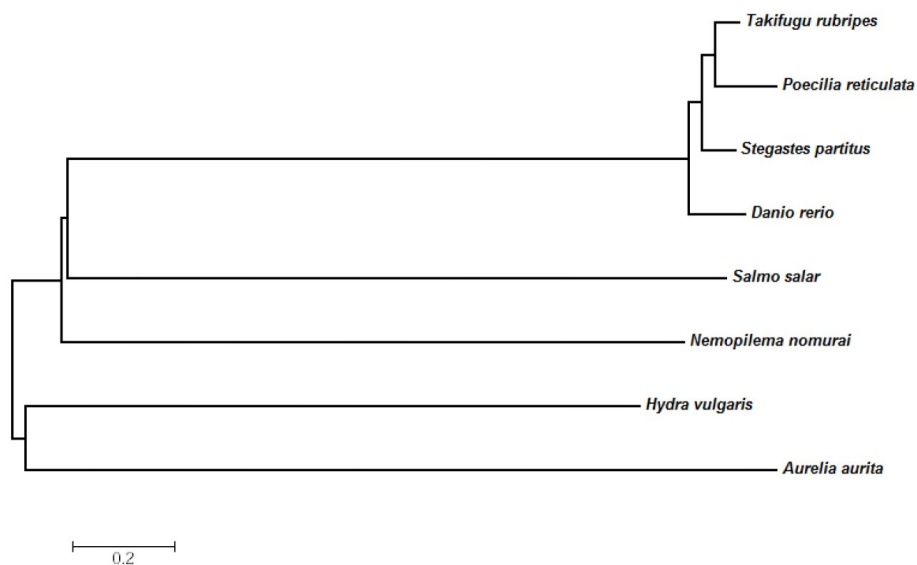 Takifugu rubripes
Poecilia reticulata
Stegastes partitus
Danio rerio
Salmo salar
Nemopilema nomurai
Hydra vulgaris
Aurelia aurita
0.2